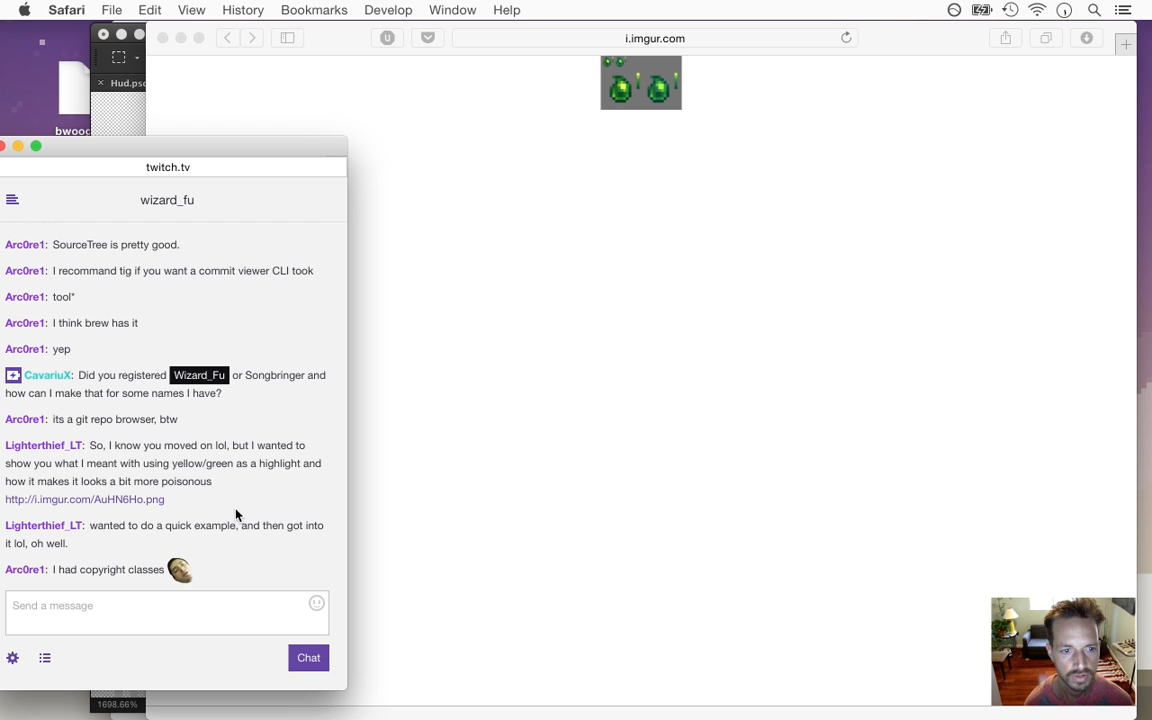 Safari File Edit View History Bookmarks Develop Window Help
i.imgur.com
Hud.psd
twitch.tv
wizard_fu
Arc0re1: SourceTree is pretty good.
Arc0re1: I recommand tig if you want a commit viewer CLI took
Arc0re1: tool*
Arc0re1: I think brew has it
Arc0re1: yep
CavariuX: Did you registered Wizard_Fu or Songbringer and
how can I make that for some names I have?
Arc0re1: its a git repo browser, btw
Lighterthief_LT: So, I know you moved on lol, but I wanted to
show you what I meant with using yellow/green as a highlight and
how it makes it looks a bit more poisonous
http://i.imgur.com/AuHN6Ho.png
Lighterthief_LT: wanted to do a quick example, and then got into
it lol, oh well.
Arc0re1: I had copyright classes
Send a message
Chat
1698.66%